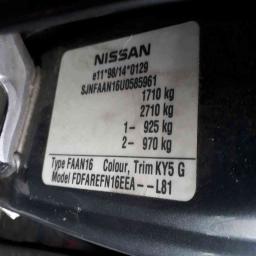 NISSAN
e11*98/14*0129
SJNFAAN16U0585961
1710 kg
2710 kg
1- 925 kg
2- 970 kg
Type FAAN16 Colour, Trim KY5 G
Model FDFAREFN16EEA--L81